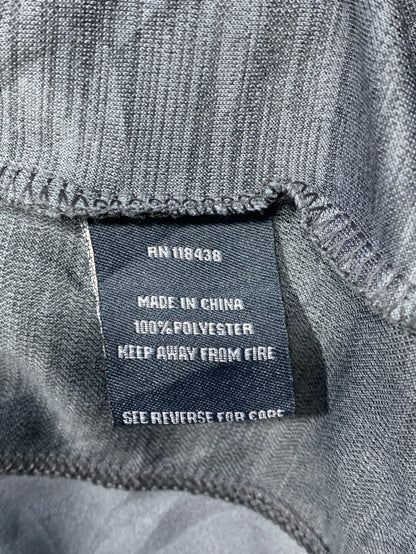 RN 118438
MADE IN CHINA
100% POLYESTER
KEEP AWAY FROM FIRE
SEE REVERSE FOR CARE